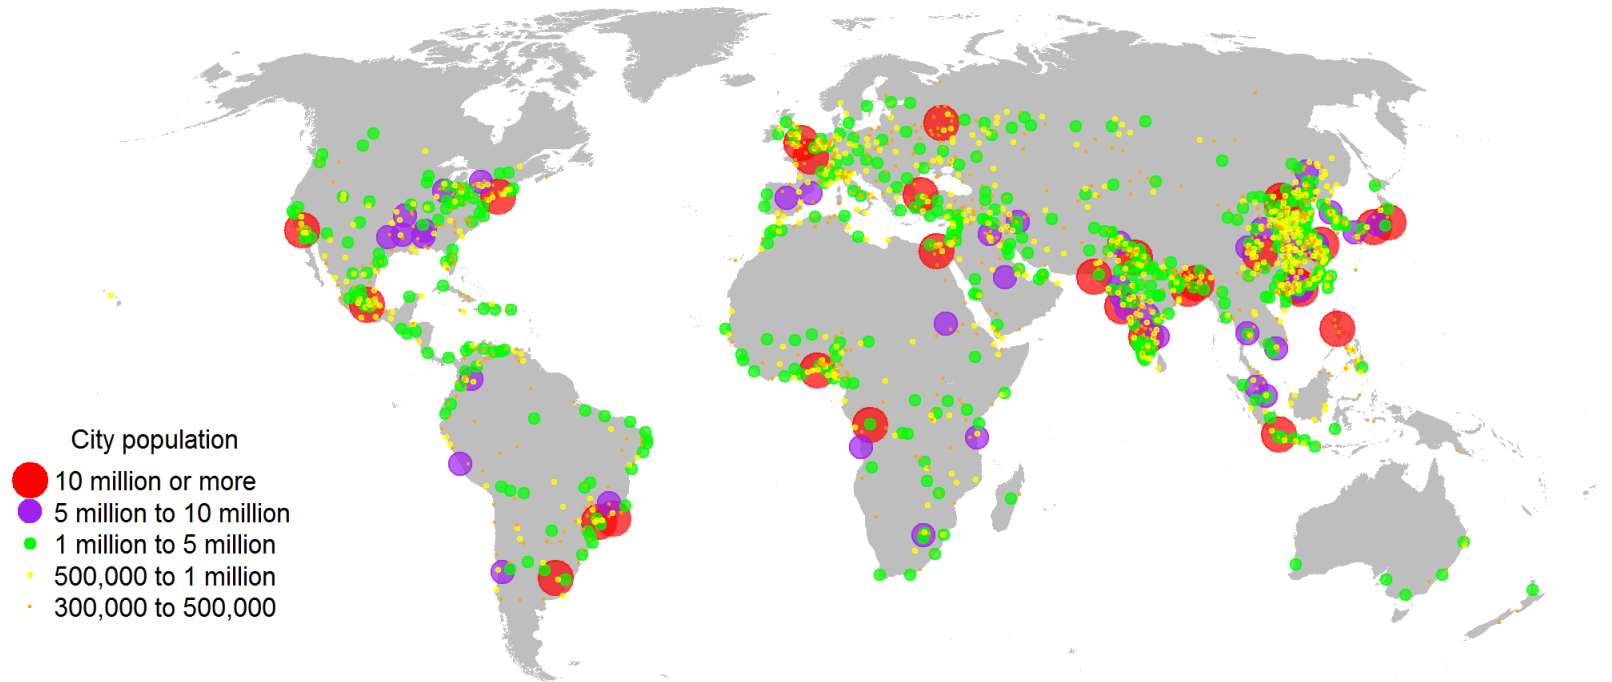 City population
10 million or more
5 million to 10 million
1 million to 5 million
500,000 to 1 million
300,000 to 500,000